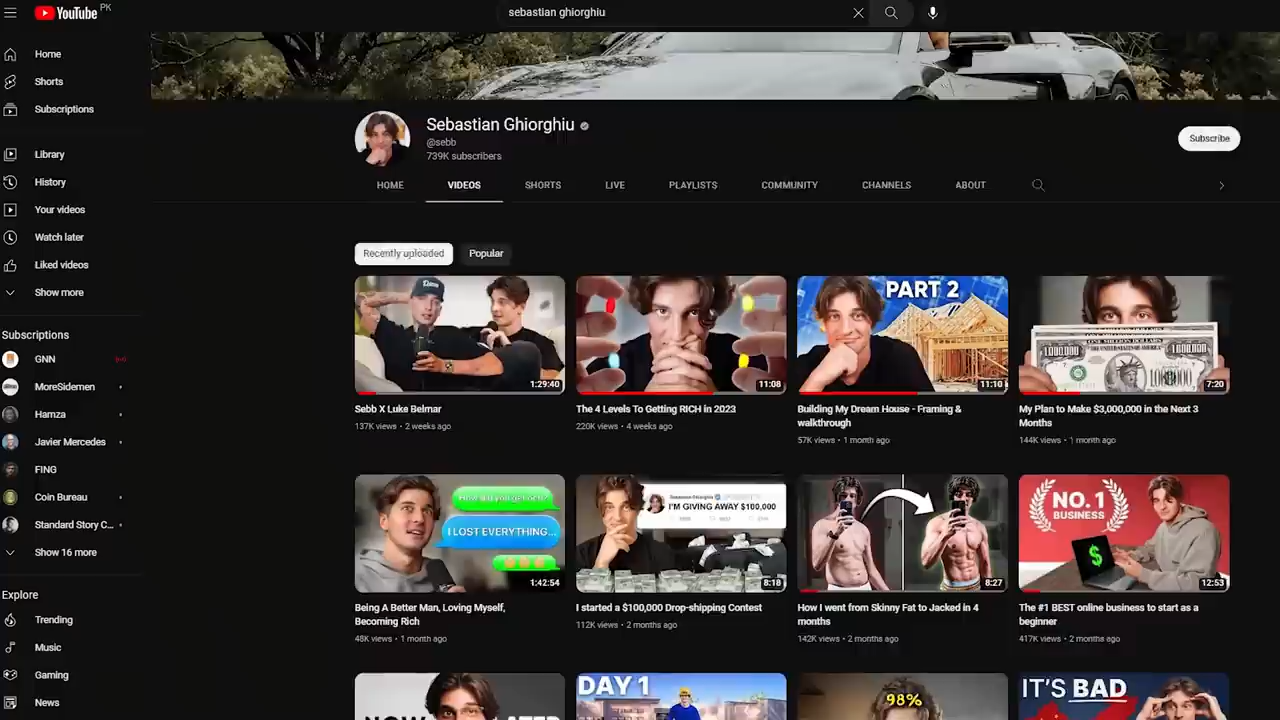 YouTube PK
sebastian ghiorghiu
Home
Shorts
Subscriptions
Library
History
Your videos
Watch later
Liked videos
Show more
Subscriptions
GNN
MoreSidemen
Hamza
Javier Mercedes
FING
Coin Bureau
Standard Story C...
Show 16 more
Explore
Trending
Music
Gaming
News
Sebastian Ghiorghiu
@sebb
739K subscribers
Subscribe
HOME
VIDEOS
SHORTS
LIVE
PLAYLISTS
COMMUNITY
CHANNELS
ABOUT
Recently uploaded
Popular
1:29:40
Sebb X Luke Belmar
137K views • 2 weeks ago
11:08
The 4 Levels To Getting RICH in 2023
220K views • 4 weeks ago
PART 2
11:10
Building My Dream House - Framing &
walkthrough
57K views • 1 month ago
1,000,000
7:20
My Plan to Make $3,000,000 in the Next 3
Months
144K views • 1 month ago
I LOST EVERYTHING...
1:42:54
Being A Better Man, Loving Myself,
Becoming Rich
48K views • 1 month ago
Sebastian Ghiorghiu
I'M GIVING AWAY $100,000
8:18
I started a $100,000 Drop-shipping Contest
112K views • 2 months ago
8:27
How I went from Skinny Fat to Jacked in 4
months
142K views • 2 months ago
NO. 1
BUSINESS
$
12:53
The #1 BEST online business to start as a
beginner
417K views • 2 months ago
NOW
LATER
DAY 1
98%
IT'S BAD